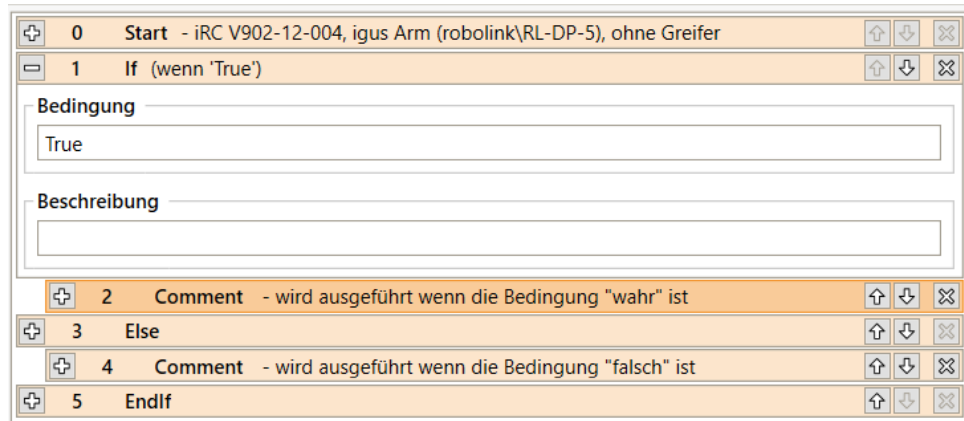 0 Start - iRC V902-12-004, igus Arm (robolink\RL-DP-5), ohne Greifer
1 If (wenn 'True')
Bedingung
True
Beschreibung
2 Comment - wird ausgeführt wenn die Bedingung "wahr" ist
3 Else
4 Comment - wird ausgeführt wenn die Bedingung "falsch" ist
5 EndIf